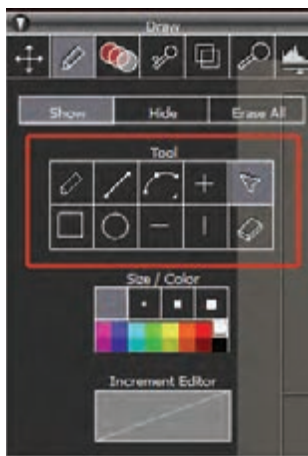 Draw
Show Hide Erase All
Tool
Size / Color
Increment Editor